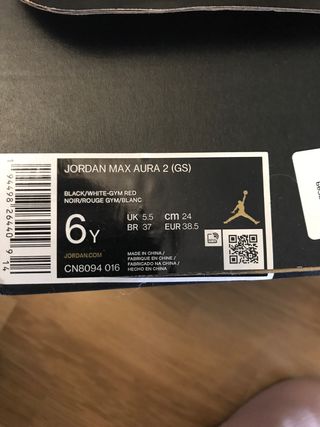 JORDAN MAX AURA 2 (GS)
BLACK/WHITE-GYM RED
NOIR/ROUGE GYM/BLANC
6Y
UK 5.5 cm 24
BR 37 EUR 38.5
JORDAN.COM
CN8094 016
MADE IN CHINA/
FABRIQUE EN CHINE/
FABRICADO NA CHINA/
HECHO EN CHINA